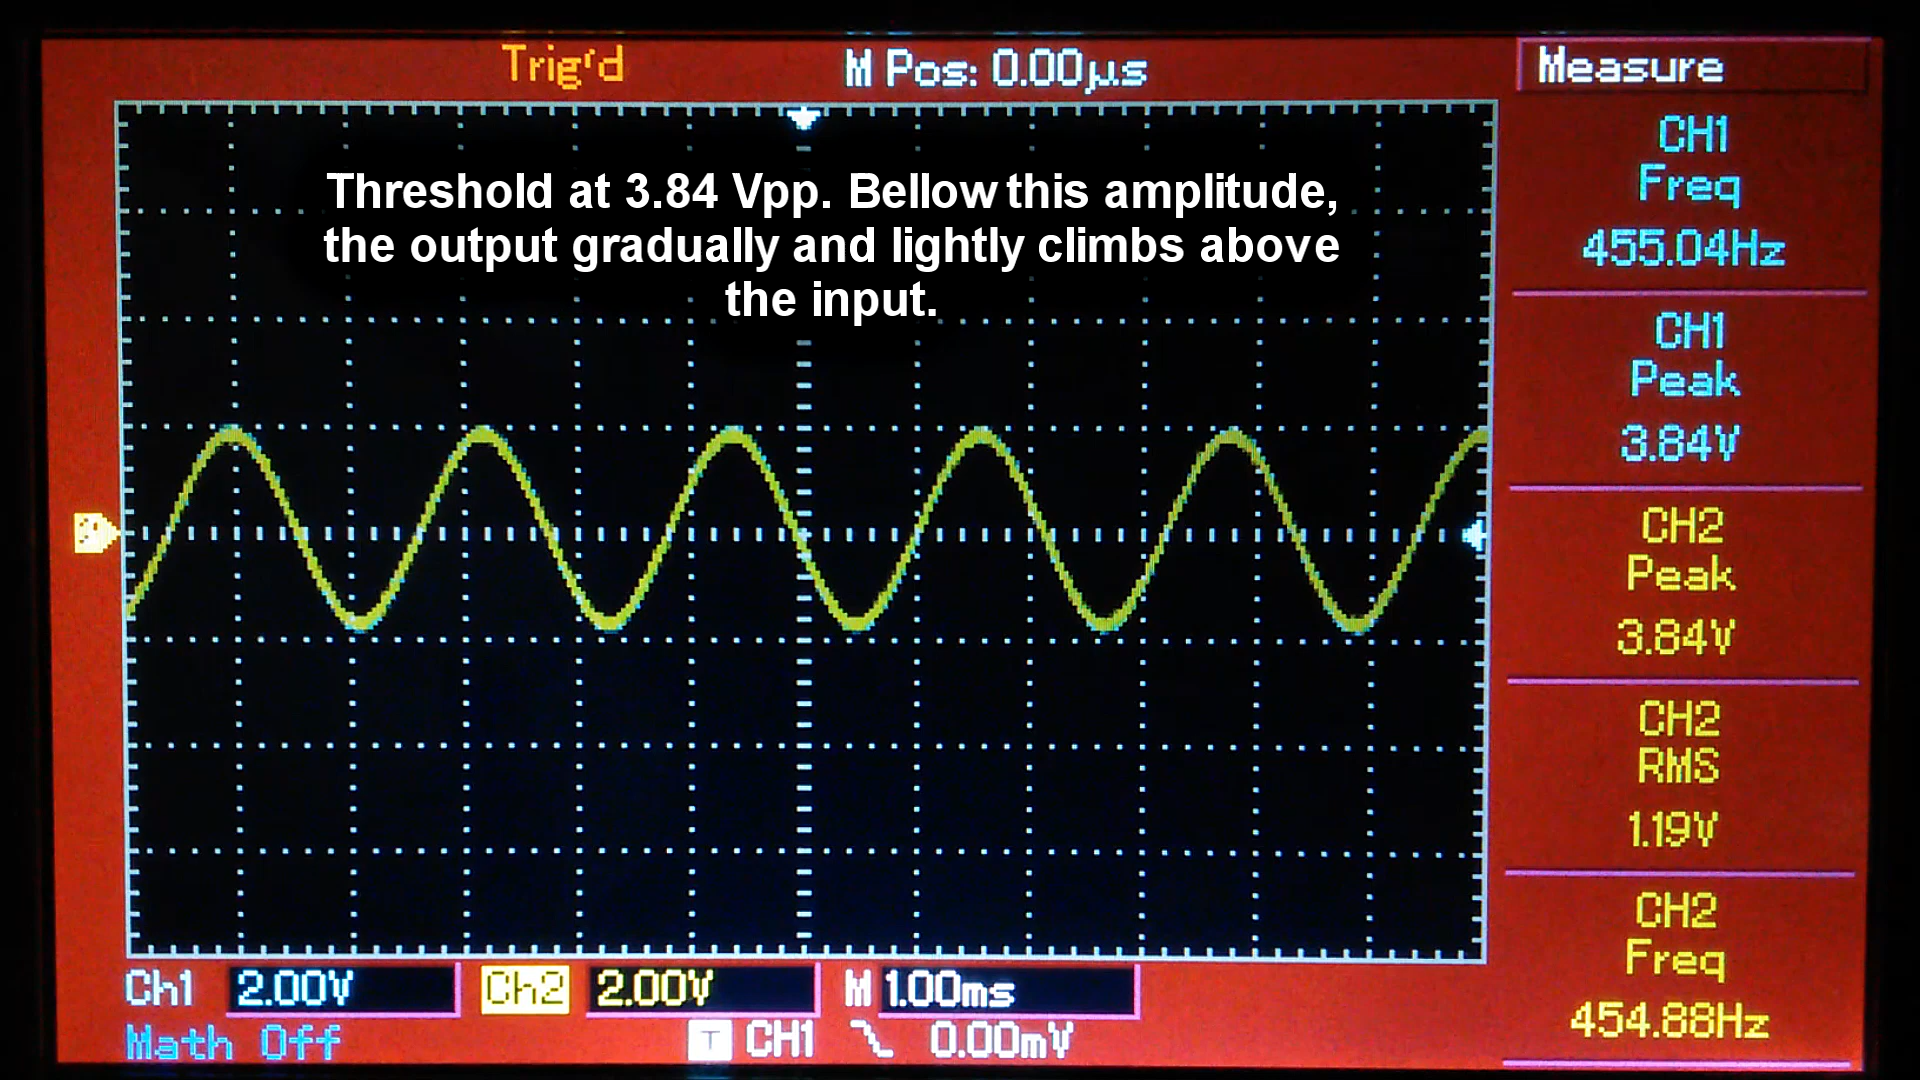 Trig'd
M Pos: 0.00µs
Measure
Threshold at 3.84 Vpp. Bellow this amplitude,
the output gradually and lightly climbs above
the input.
CH1
Freq
455.04Hz
CH1
Peak
3.84V
CH2
Peak
3.84V
CH2
RMS
1.19V
CH2
Freq
454.88Hz
Ch1 2.00V Ch2 2.00V M 1.00ms
Math Off T CH1 0.00mV